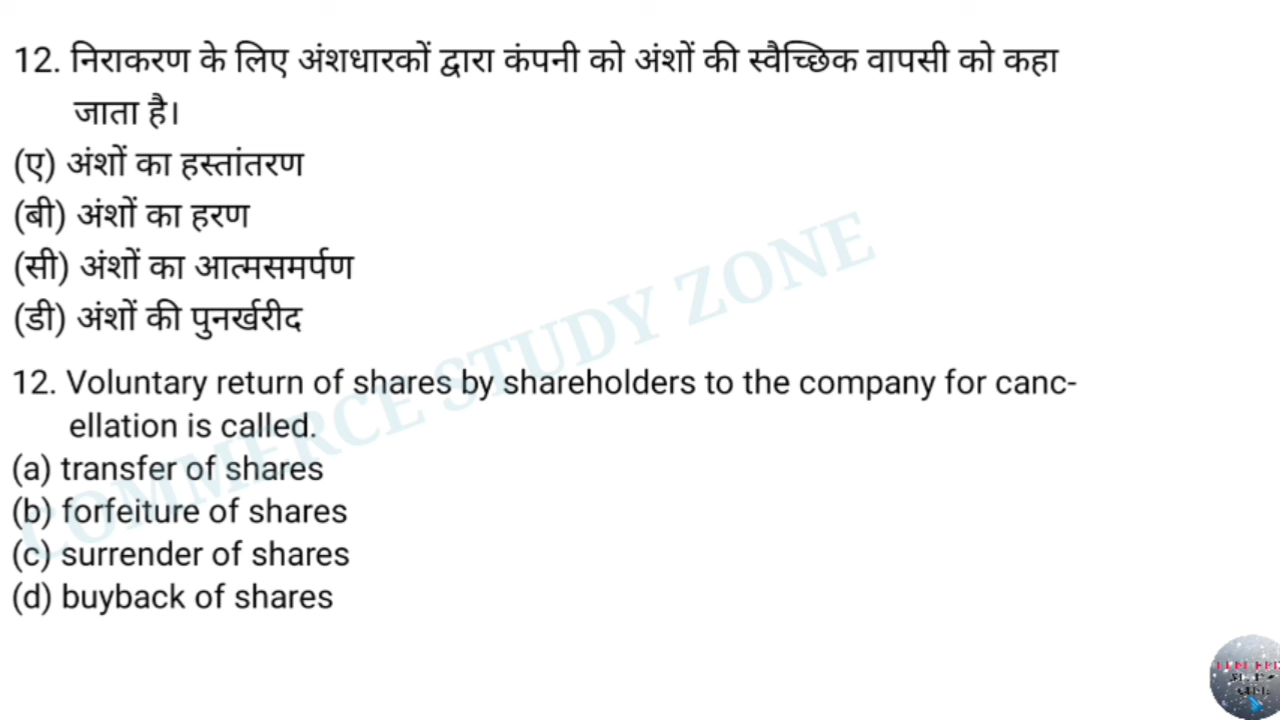 12. निराकरण के लिए अंशधारकों द्वारा कंपनी को अंशों की स्वैच्छिक वापसी को कहा
जाता है।
(ए) अंशों का हस्तांतरण
(बी) अंशों का हरण
(सी) अंशों का आत्मसमर्पण
(डी) अंशों की पुनर्खरीद
12. Voluntary return of shares by shareholders to the company for canc-
ellation is called.
(a) transfer of shares
(b) forfeiture of shares
(c) surrender of shares
(d) buyback of shares
COMMERCE STUDY ZONE